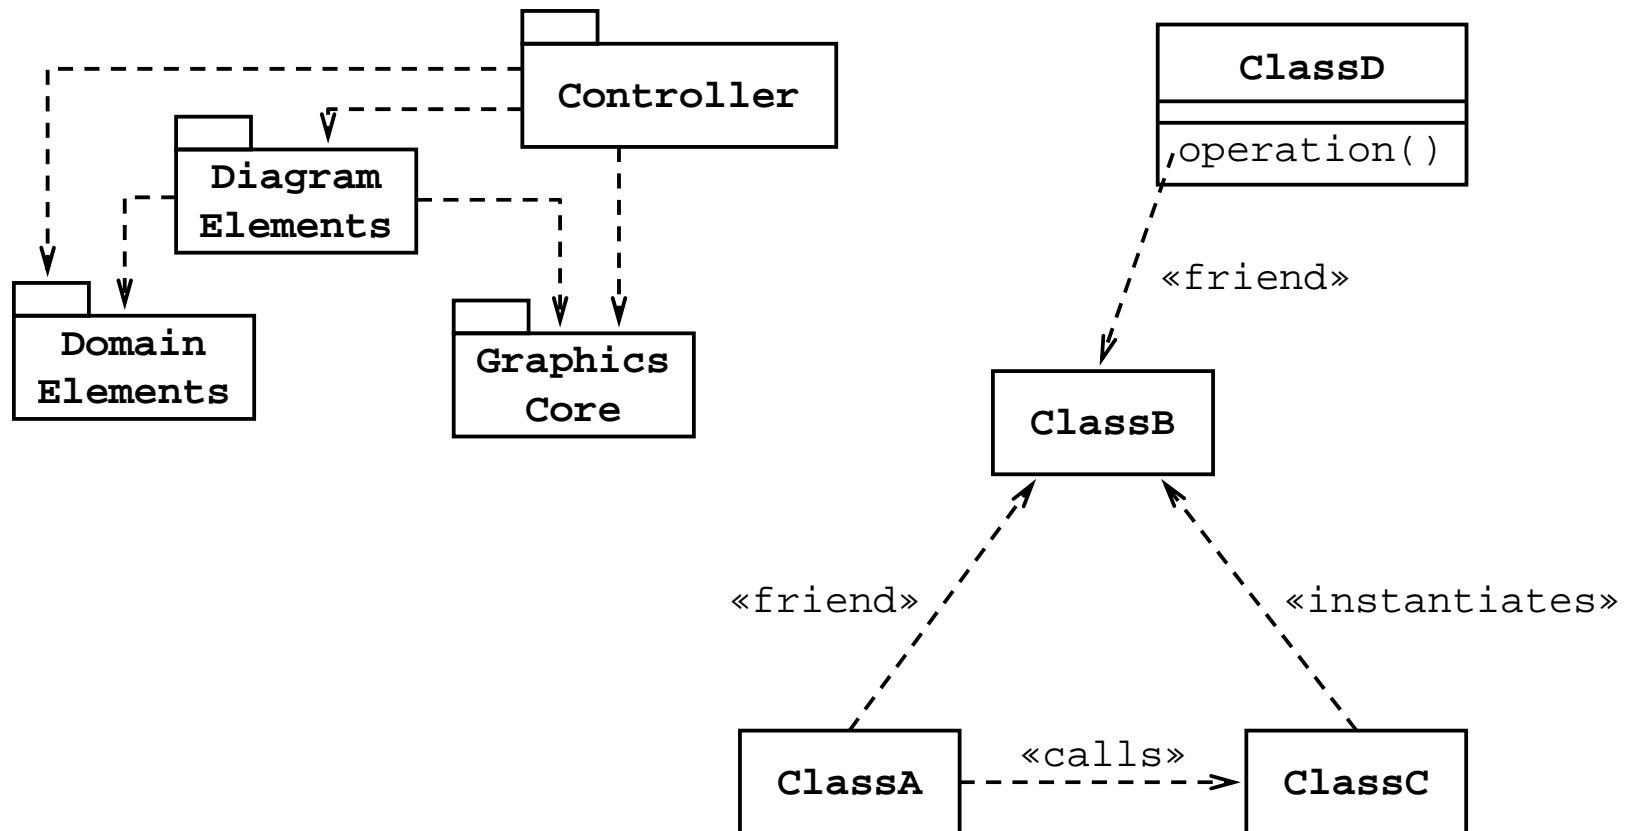 Controller
Diagram
Elements
Domain
Elements
Graphics
Core
ClassD
operation()
«friend»
ClassB
«friend»
«instantiates»
«calls»
ClassA
ClassC